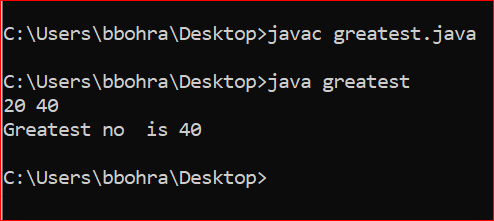 C:\Users\bbohra\Desktop>javac greatest.java
C:\Users\bbohra\Desktop>java greatest
20 40
Greatest no  is 40
C:\Users\bbohra\Desktop>